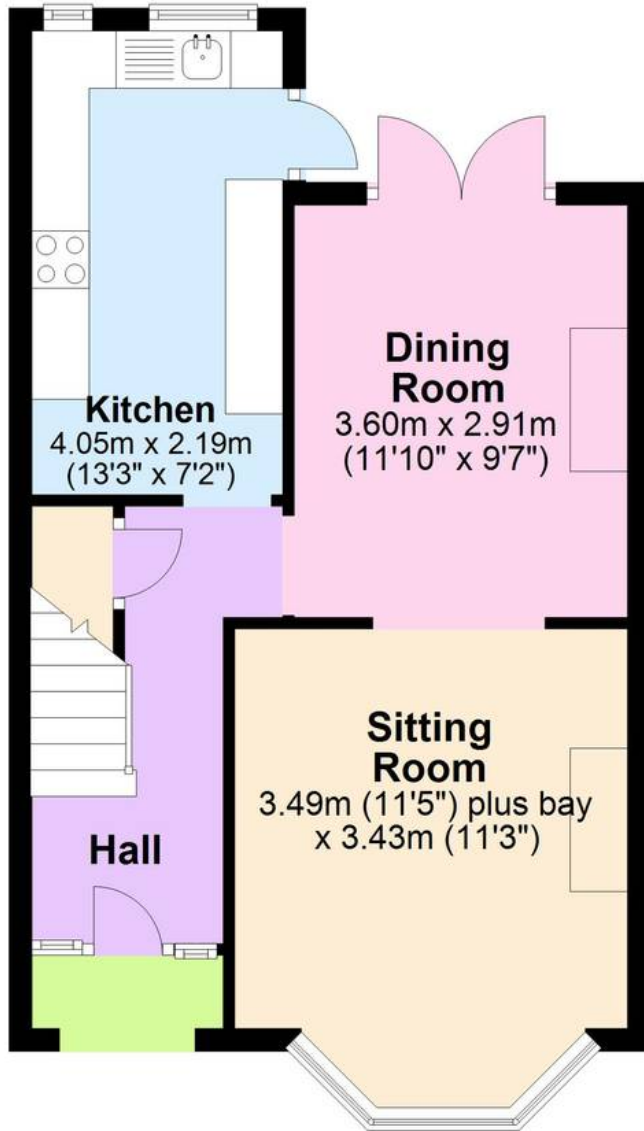 Kitchen
4.05m x 2.19m
(13'3" x 7'2")
Dining
Room
3.60m x 2.91m
(11'10" x 9'7")
Sitting
Room
3.49m (11'5") plus bay
x 3.43m (11'3")
Hall